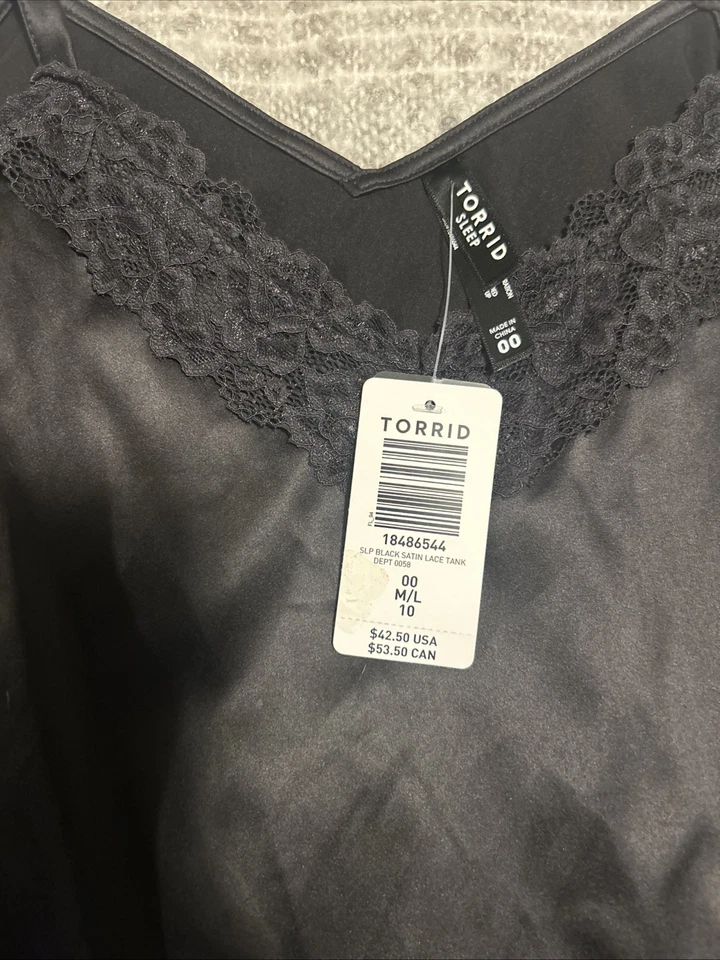 TORRID
SLEEP
MADE IN
CHINA
00
TORRID
FL_94
18486544
SLP BLACK SATIN LACE TANK
DEPT 0058
00
M/L
10
$42.50 USA
$53.50 CAN